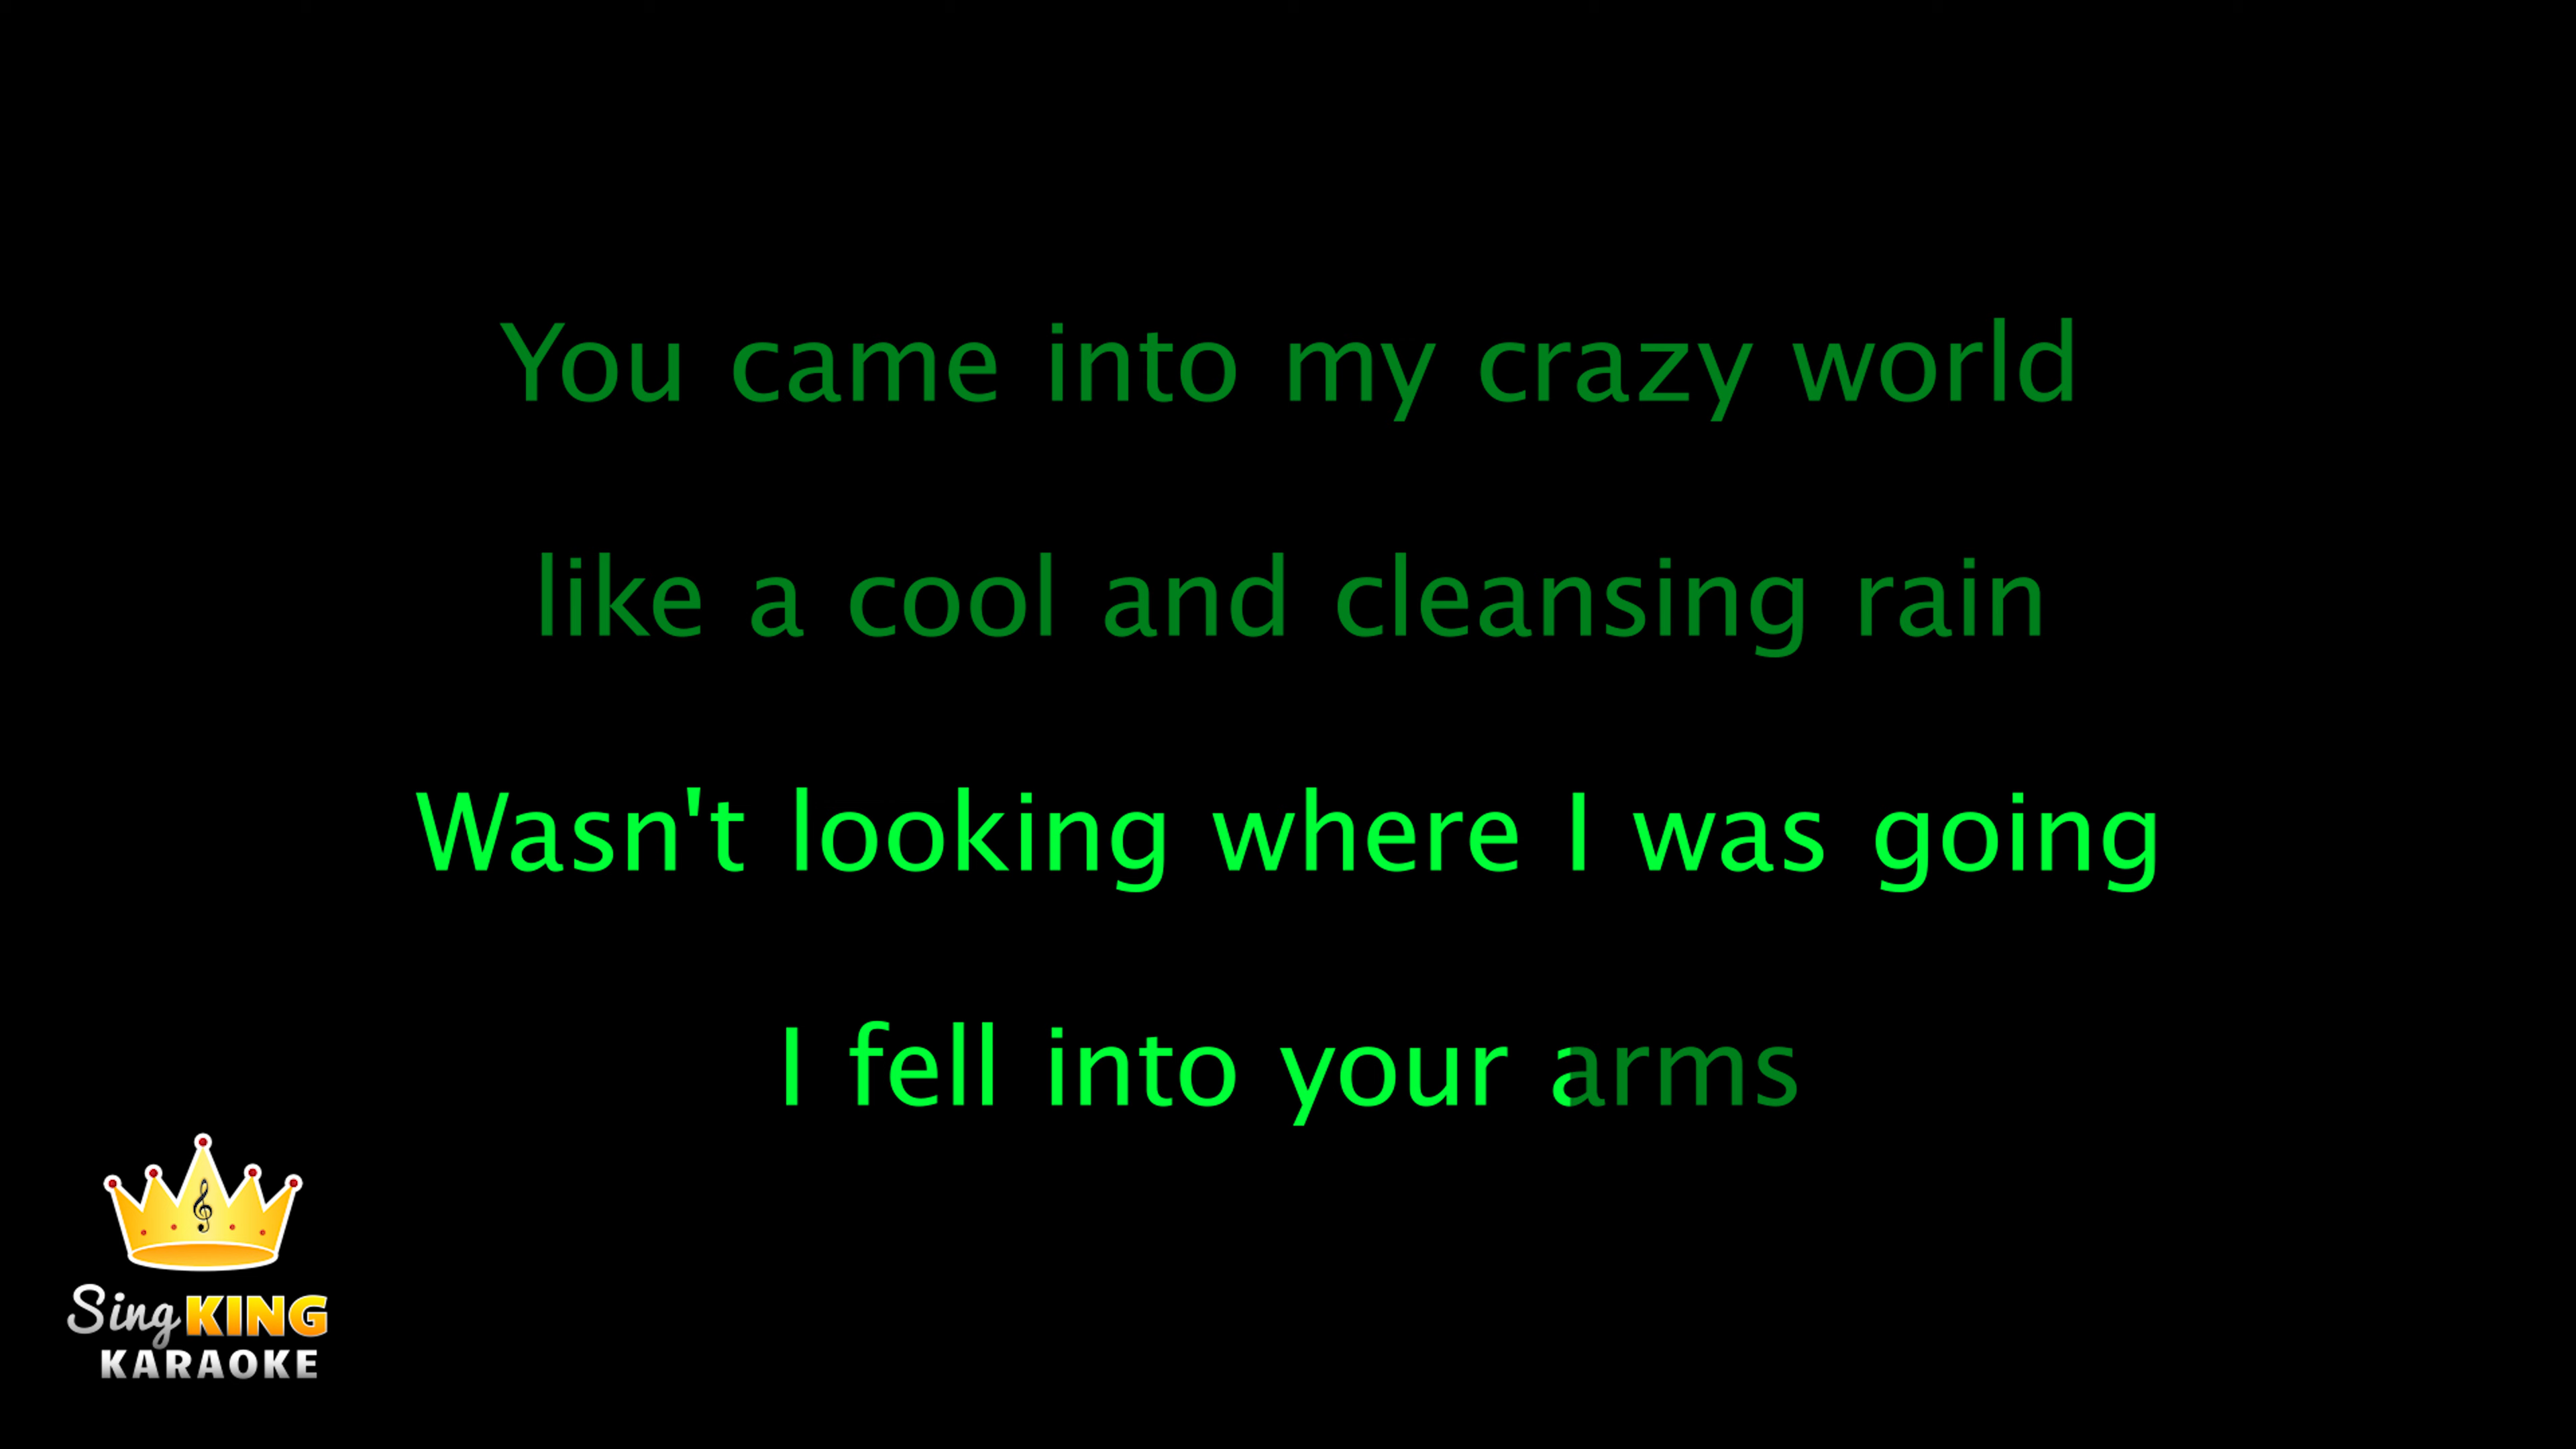 You came into my crazy world
like a cool and cleansing rain
Wasn't looking where I was going
I fell into your arms
Sing KING
KARAOKE